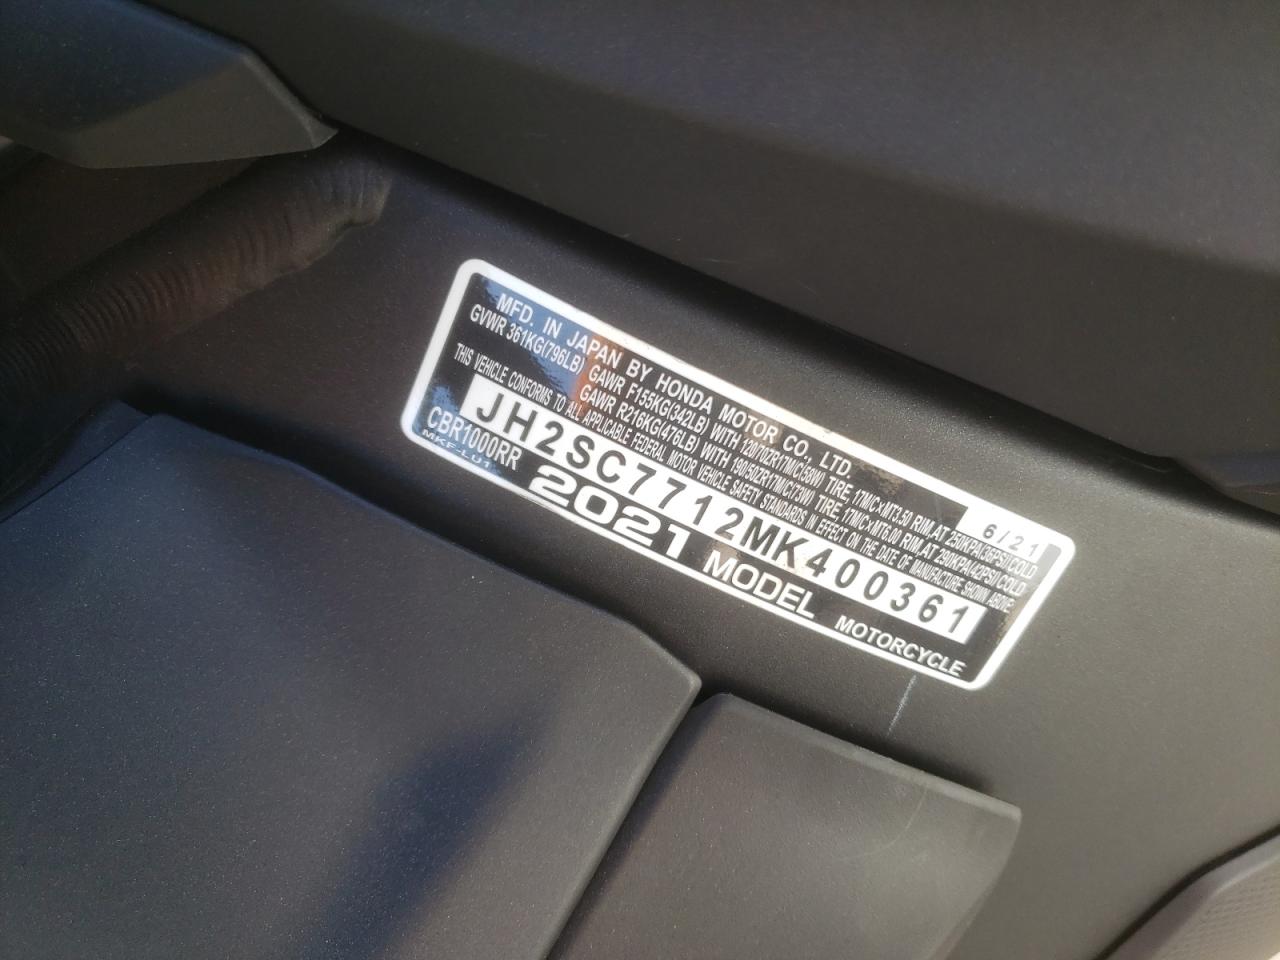 MFD. IN JAPAN BY HONDA MOTOR CO., LTD. 6/21
GVWR 361KG(796LB) GAWR F155KG(342LB) WITH 120/70ZR17M/C(58W) TIRE, 17M/C×MT3.50 RIM, AT 250KPA(36PSI)COLD
GAWR R216KG(476LB) WITH 190/50ZR17M/C(73W) TIRE, 17M/C×MT6.00 RIM, AT 290KPA(42PSI)COLD
THIS VEHICLE CONFORMS TO ALL APPLICABLE FEDERAL MOTOR VEHICLE SAFETY STANDARDS IN EFFECT ON THE DATE OF MANUFACTURE SHOWN ABOVE.
JH2SC7712MK400361
CBR1000RR 2021 MODEL MOTORCYCLE
MKF-LU1